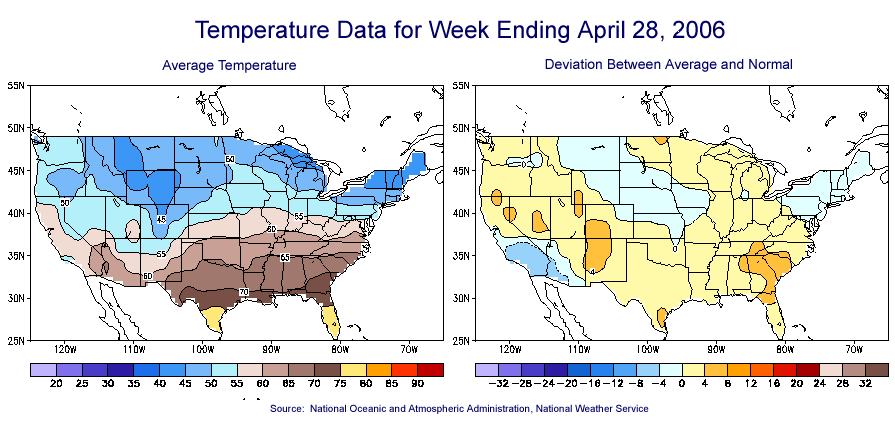 Temperature Data for Week Ending April 28, 2006
Average Temperature
Deviation Between Average and Normal
55N
50N
45N
40N
35N
30N
25N
120W 110W 100W 90W 80W 70W
50
60
45
55
60
65
55
60
70
20 25 30 35 40 45 50 55 60 65 70 75 80 85 90
55N
50N
45N
40N
35N
30N
25N
120W 110W 100W 90W 80W 70W
0
0
4
-32 -28 -24 -20 -16 -12 -8 -4 0 4 8 12 16 20 24 28 32
Source: National Oceanic and Atmospheric Administration, National Weather Service